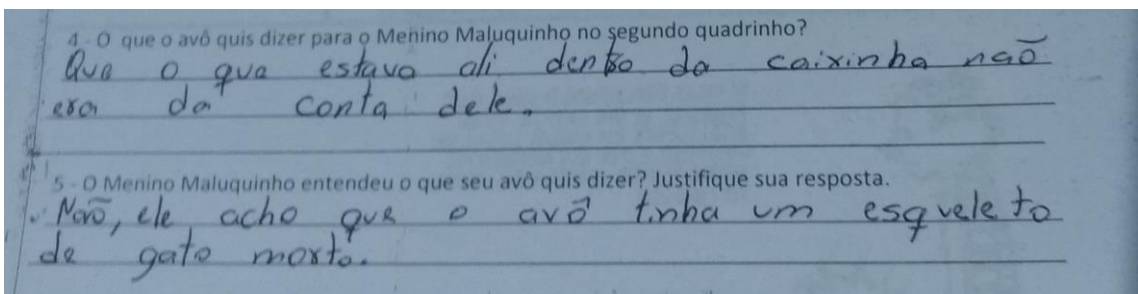 4 - O que o avô quis dizer para o Menino Maluquinho no segundo quadrinho?
Que o que estava ali dentro da caixinha não
era da conta dele.
5 - O Menino Maluquinho entendeu o que seu avô quis dizer? Justifique sua resposta.
Não, ele acho que o avô tinha um esqueleto
de gato morto.